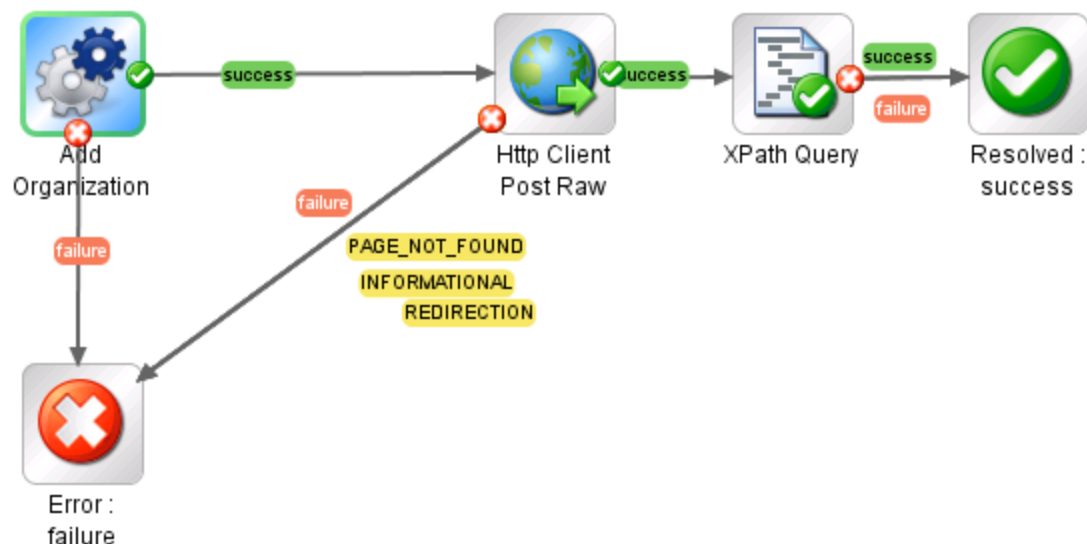 success
success
success
failure
Add
Organization
Http Client
Post Raw
XPath Query
Resolved :
success
failure
failure
PAGE_NOT_FOUND
INFORMATIONAL
REDIRECTION
Error :
failure